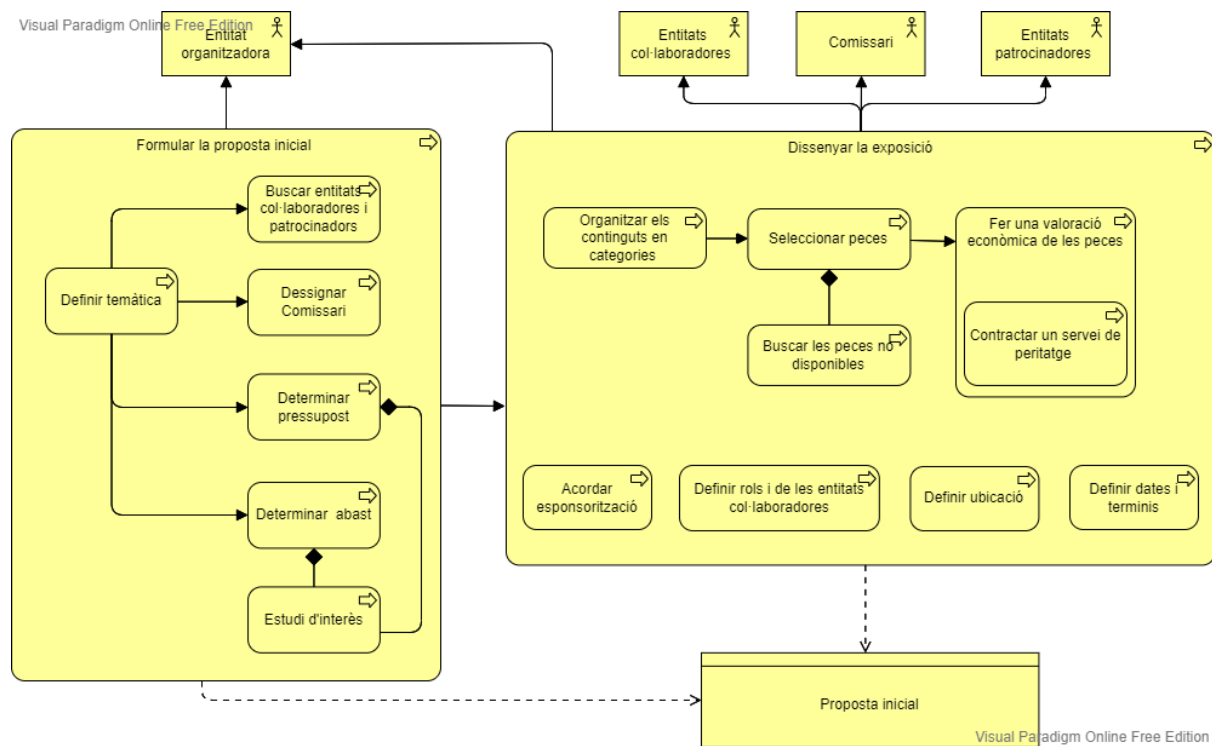 Visual Paradigm Online Free Edition
Entitat
organitzadora
Entitats
col·laboradores
Comissari
Entitats
patrocinadores
Formular la proposta inicial
Buscar entitats
col·laboradores i
patrocinadors
Definir temàtica
Dessignar
Comissari
Determinar
pressupost
Determinar abast
Estudi d'interès
Dissenyar la exposició
Organitzar els
continguts en
categories
Seleccionar peces
Fer una valoració
econòmica de les peces
Buscar les peces no
disponibles
Contractar un servei de
peritatge
Acordar
esponsorització
Definir rols i de les entitats
col·laboradores
Definir ubicació
Definir dates i
terminis
Proposta inicial
Visual Paradigm Online Free Edition